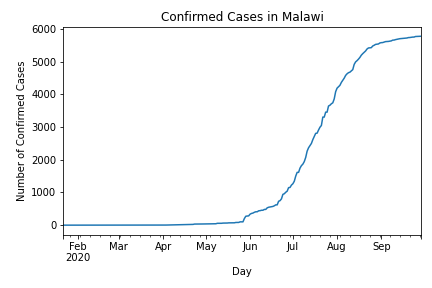 Confirmed Cases in Malawi
Number of Confirmed Cases
6000
5000
4000
3000
2000
1000
0
Feb Mar Apr May Jun Jul Aug Sep
2020
Day